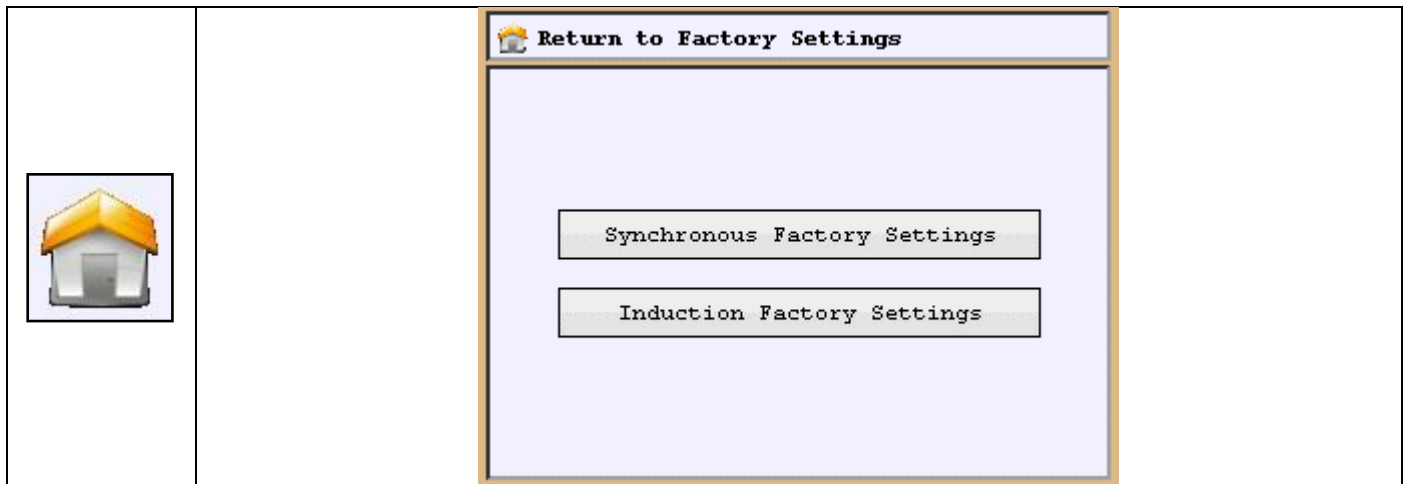 Return to Factory Settings
Synchronous Factory Settings
Induction Factory Settings